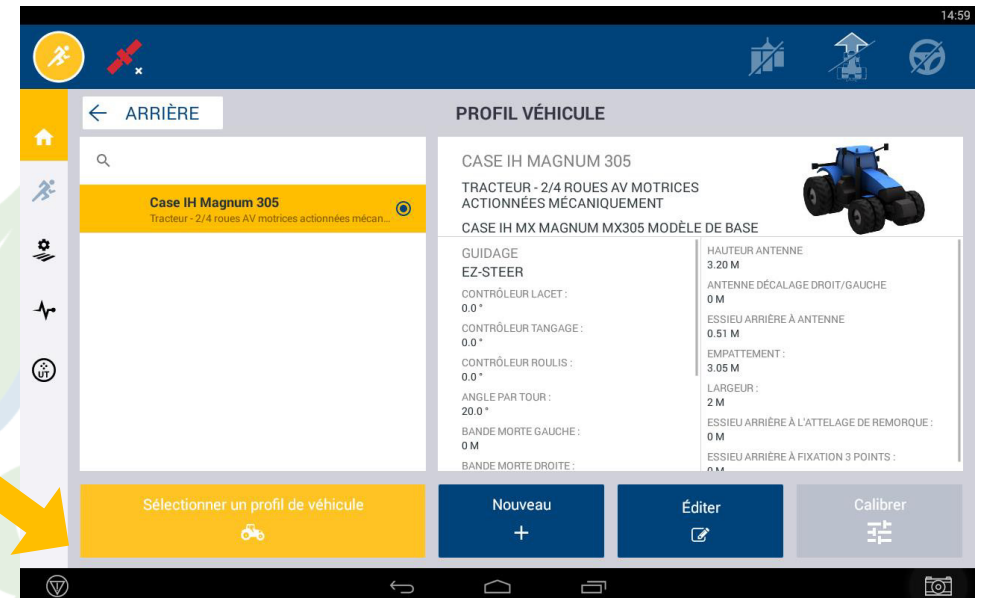 14:59
ARRIÈRE
PROFIL VÉHICULE
Case IH Magnum 305
Tracteur - 2/4 roues AV motrices actionnées mécan...
CASE IH MAGNUM 305
TRACTEUR - 2/4 ROUES AV MOTRICES
ACTIONNÉES MÉCANIQUEMENT
CASE IH MX MAGNUM MX305 MODÈLE DE BASE
GUIDAGE
EZ-STEER
CONTRÔLEUR LACET :
0.0 °
CONTRÔLEUR TANGAGE :
0.0 °
CONTRÔLEUR ROULIS :
0.0 °
ANGLE PAR TOUR :
20.0 °
BANDE MORTE GAUCHE :
0 M
BANDE MORTE DROITE :
HAUTEUR ANTENNE
3.20 M
ANTENNE DÉCALAGE DROIT/GAUCHE
0 M
ESSIEU ARRIÈRE À ANTENNE
0.51 M
EMPATTEMENT :
3.05 M
LARGEUR :
2 M
ESSIEU ARRIÈRE À L'ATTELAGE DE REMORQUE :
0 M
ESSIEU ARRIÈRE À FIXATION 3 POINTS :
0 M
UT
Sélectionner un profil de véhicule
Nouveau
Éditer
Calibrer